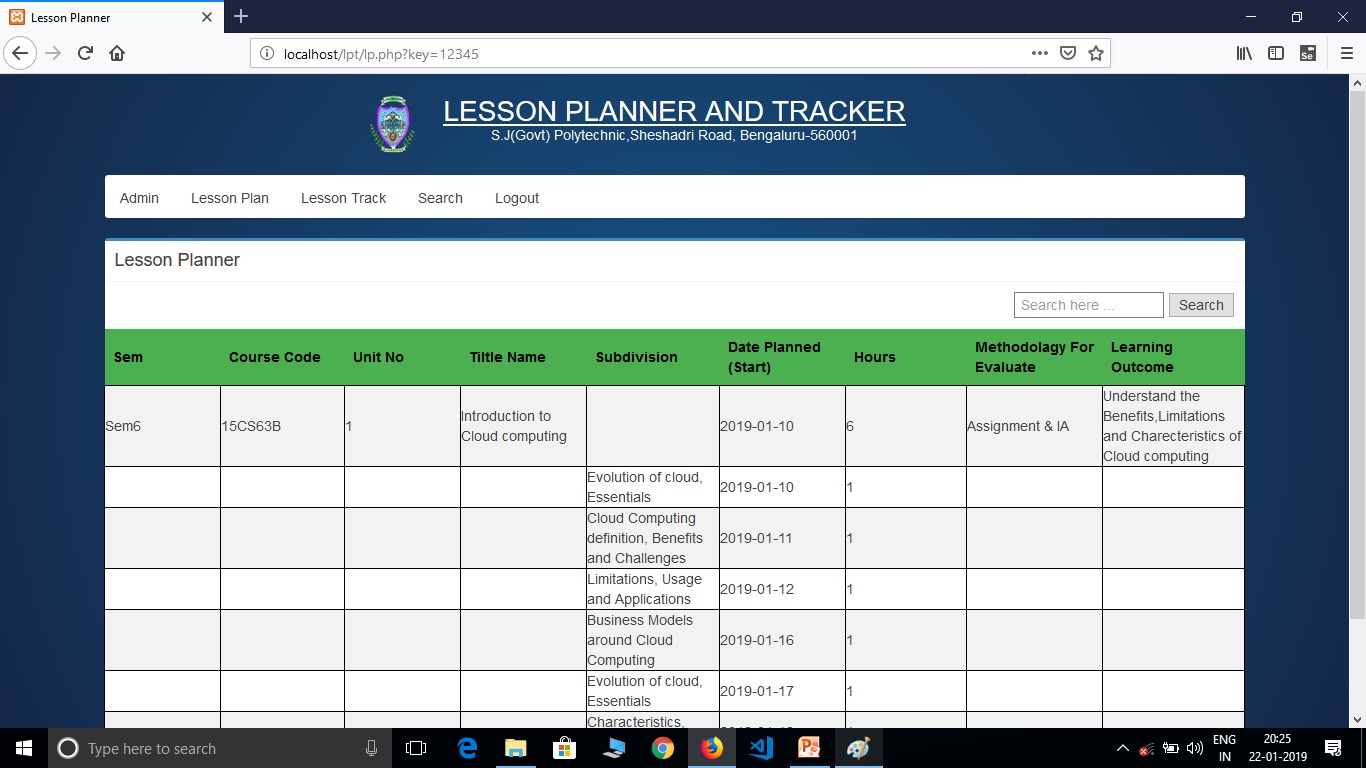 Lesson Planner
localhost/lpt/lp.php?key=12345
Se
LESSON PLANNER AND TRACKER
S.J(Govt) Polytechnic,Sheshadri Road, Bengaluru-560001
Admin Lesson Plan Lesson Track Search Logout
Lesson Planner
Search here ... Search
Sem Course Code Unit No Tiltle Name Subdivision Date Planned (Start) Hours Methodolagy For Evaluate Learning Outcome
Sem6 15CS63B 1 Introduction to Cloud computing 2019-01-10 6 Assignment & IA Understand the Benefits,Limitations and Charecteristics of Cloud computing
Evolution of cloud, Essentials 2019-01-10 1
Cloud Computing definition, Benefits and Challenges 2019-01-11 1
Limitations, Usage and Applications 2019-01-12 1
Business Models around Cloud Computing 2019-01-16 1
Evolution of cloud, Essentials 2019-01-17 1
Characteristics,
Type here to search
ENG
IN
20:25
22-01-2019